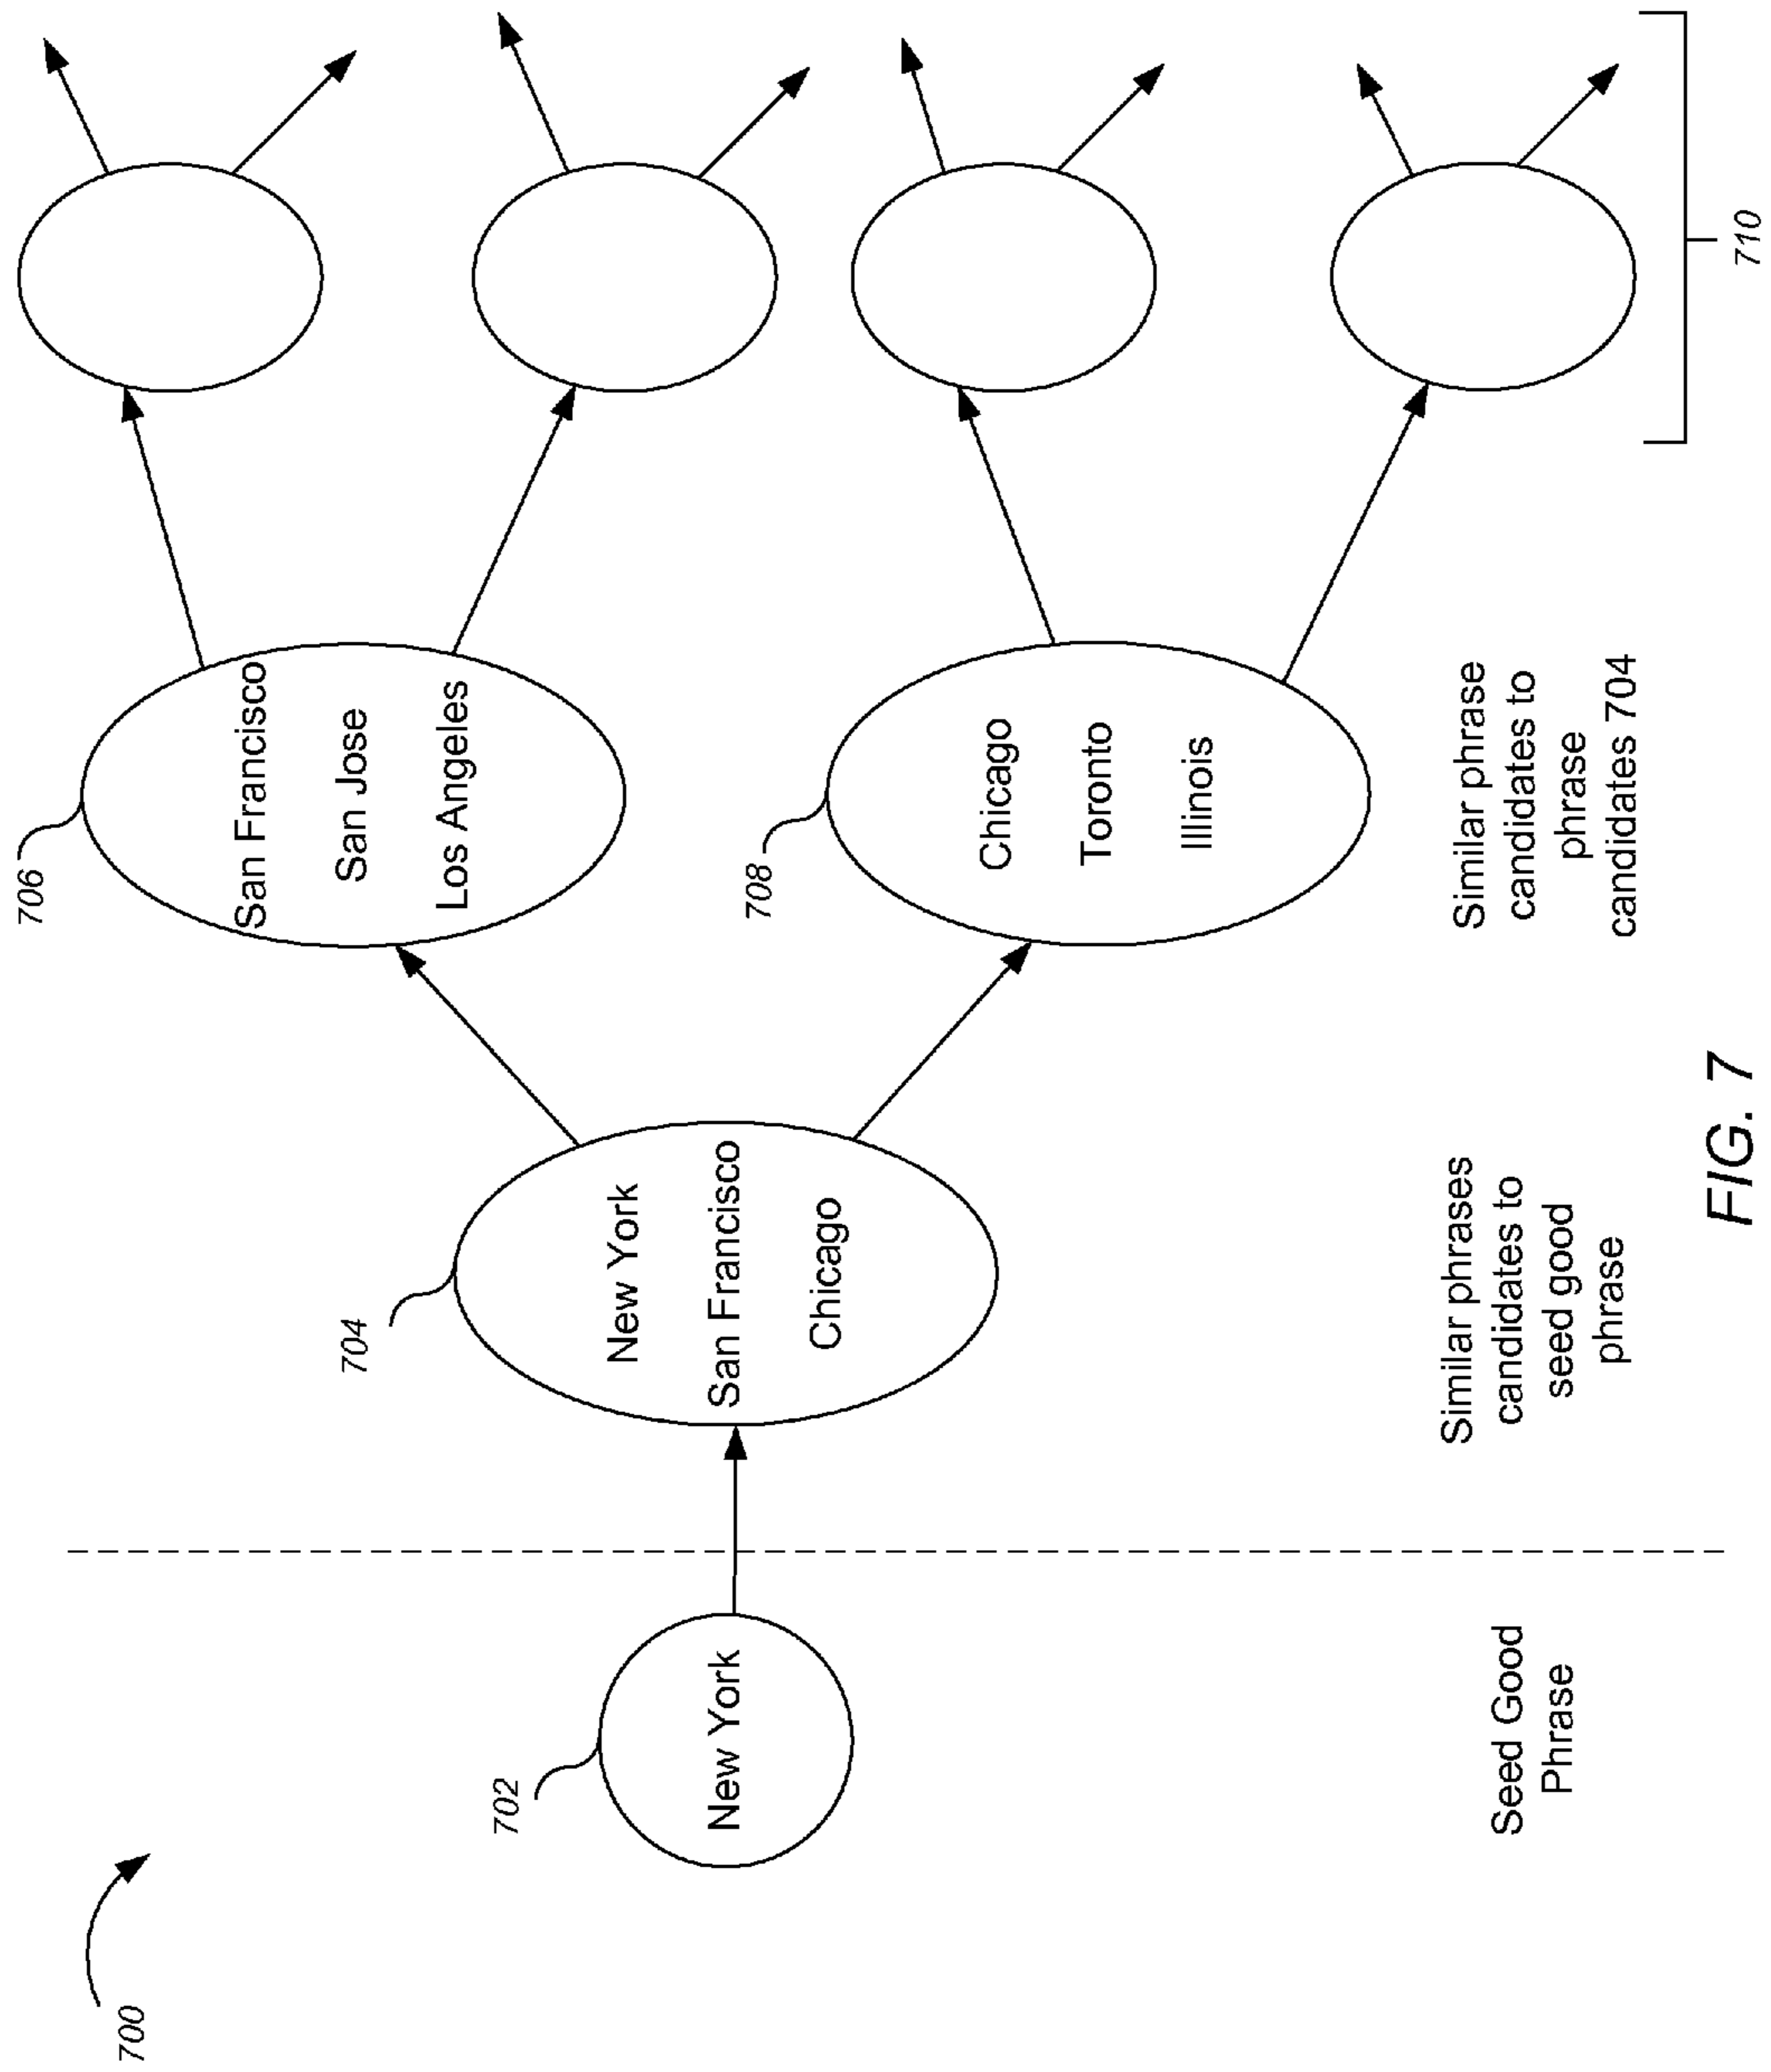 700
702
New York
Seed Good
Phrase
704
New York
San Francisco
Chicago
Similar phrases
candidates to
seed good
phrase
706
San Francisco
San Jose
Los Angeles
708
Chicago
Toronto
Illinois
Similar phrase
candidates to
phrase
candidates 704
710
FIG. 7